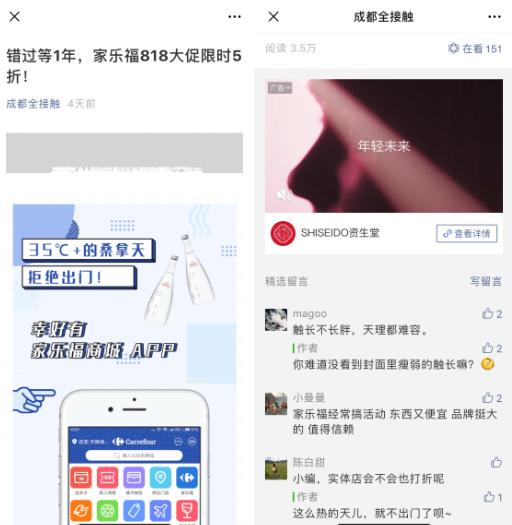 错过等1年，家乐福818大促限时5
折！
成都全接触 4天前
35℃+的桑拿天
拒绝出门！
幸好有
家乐福商城 APP
Carrefour
成都全接触
阅读 3.5万
在看 151
广告
年轻未来
SHISEIDO资生堂
查看详情
精选留言
写留言
magoo
2
触长不长胖，天理都难容。
作者
2
你难道没看到封面里瘦弱的触长嘛？
小曼曼
2
家乐福经常搞活动 东西又便宜 品牌挺大
的 值得信赖
陈白甜
小编，实体店会不会也打折呢
作者
1
这么热的天儿，就不出门了呗~